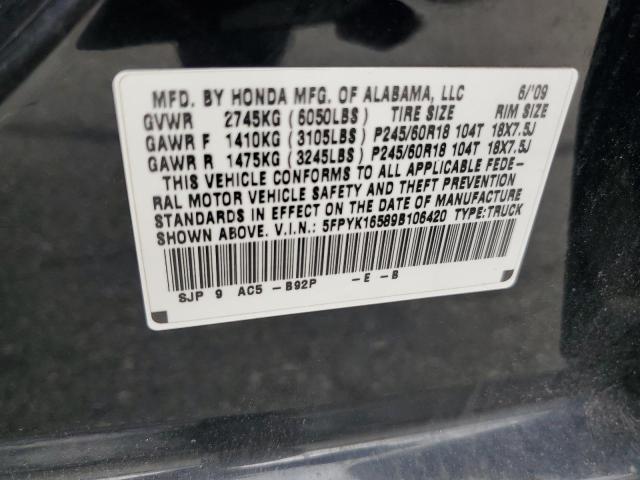 MFD. BY HONDA MFG. OF ALABAMA, LLC 6/'09
GVWR 2745KG (6050LBS) TIRE SIZE RIM SIZE
GAWR F 1410KG (3105LBS) P245/60R18 104T 18X7.5J
GAWR R 1475KG (3245LBS) P245/60R18 104T 18X7.5J
THIS VEHICLE CONFORMS TO ALL APPLICABLE FEDE-
RAL MOTOR VEHICLE SAFETY AND THEFT PREVENTION
STANDARDS IN EFFECT ON THE DATE OF MANUFACTURE
SHOWN ABOVE. V.I.N.: 5FPYK16589B106420 TYPE:TRUCK
SJP 9 AC5 -B92P -E -B